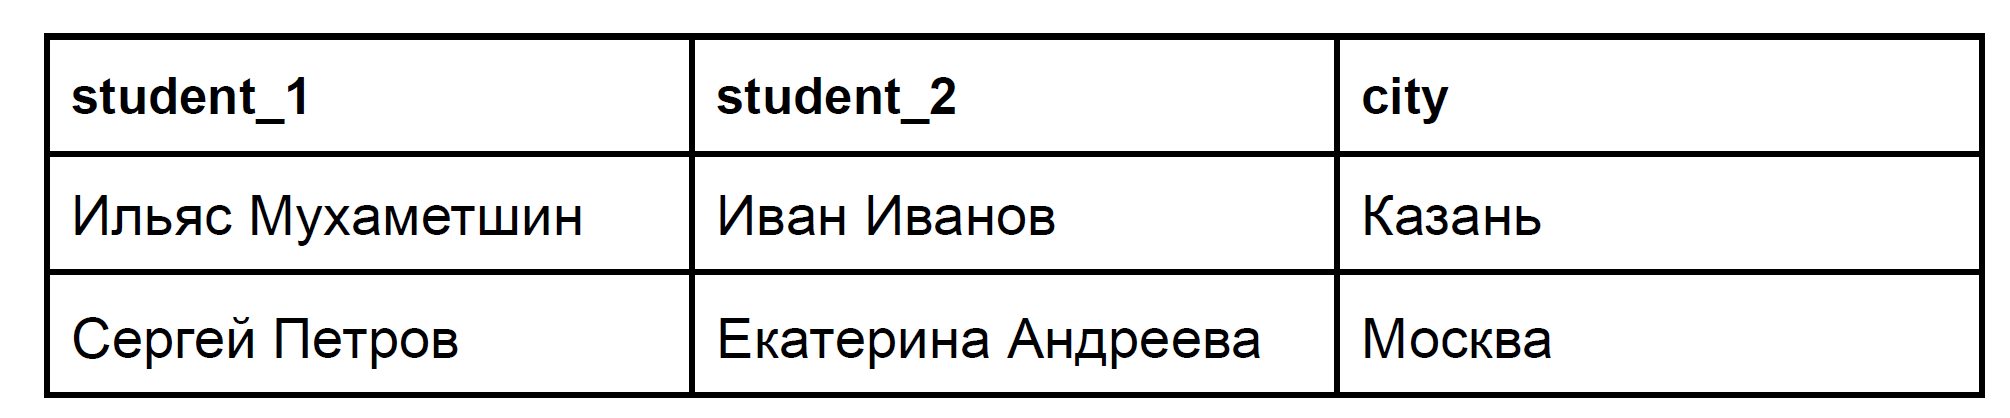 student_1 student_2 city
Ильяс Мухаметшин Иван Иванов Казань
Сергей Петров Екатерина Андреева Москва